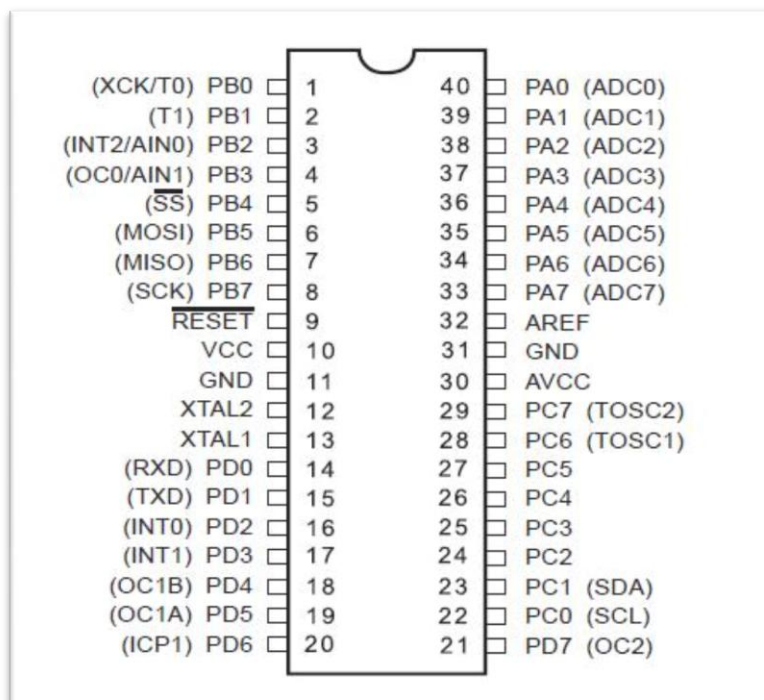 (XCK/T0) PB0 1 40 PA0 (ADC0)
(T1) PB1 2 39 PA1 (ADC1)
(INT2/AIN0) PB2 3 38 PA2 (ADC2)
(OC0/AIN1) PB3 4 37 PA3 (ADC3)
(SS) PB4 5 36 PA4 (ADC4)
(MOSI) PB5 6 35 PA5 (ADC5)
(MISO) PB6 7 34 PA6 (ADC6)
(SCK) PB7 8 33 PA7 (ADC7)
RESET 9 32 AREF
VCC 10 31 GND
GND 11 30 AVCC
XTAL2 12 29 PC7 (TOSC2)
XTAL1 13 28 PC6 (TOSC1)
(RXD) PD0 14 27 PC5
(TXD) PD1 15 26 PC4
(INT0) PD2 16 25 PC3
(INT1) PD3 17 24 PC2
(OC1B) PD4 18 23 PC1 (SDA)
(OC1A) PD5 19 22 PC0 (SCL)
(ICP1) PD6 20 21 PD7 (OC2)